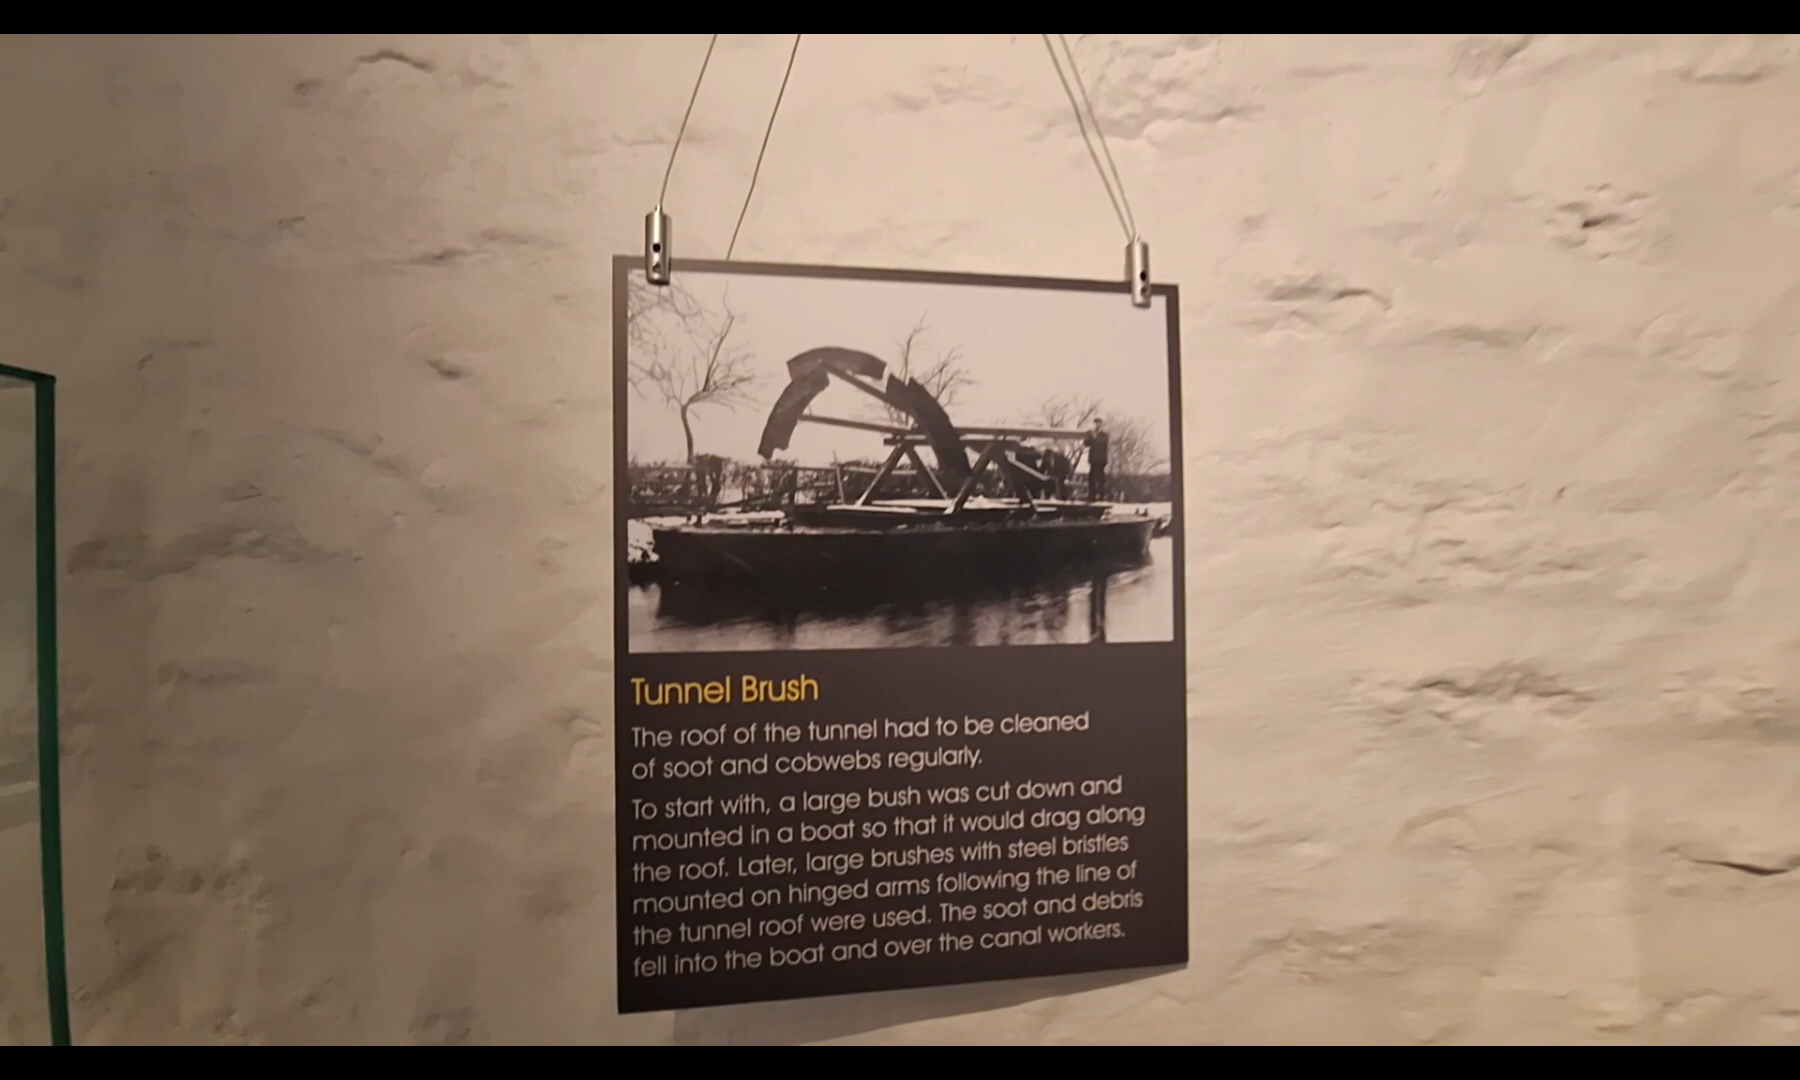 Tunnel Brush
The roof of the tunnel had to be cleaned
of soot and cobwebs regularly.
To start with, a large bush was cut down and
mounted in a boat so that it would drag along
the roof. Later, large brushes with steel bristles
mounted on hinged arms following the line of
the tunnel roof were used. The soot and debris
fell into the boat and over the canal workers.